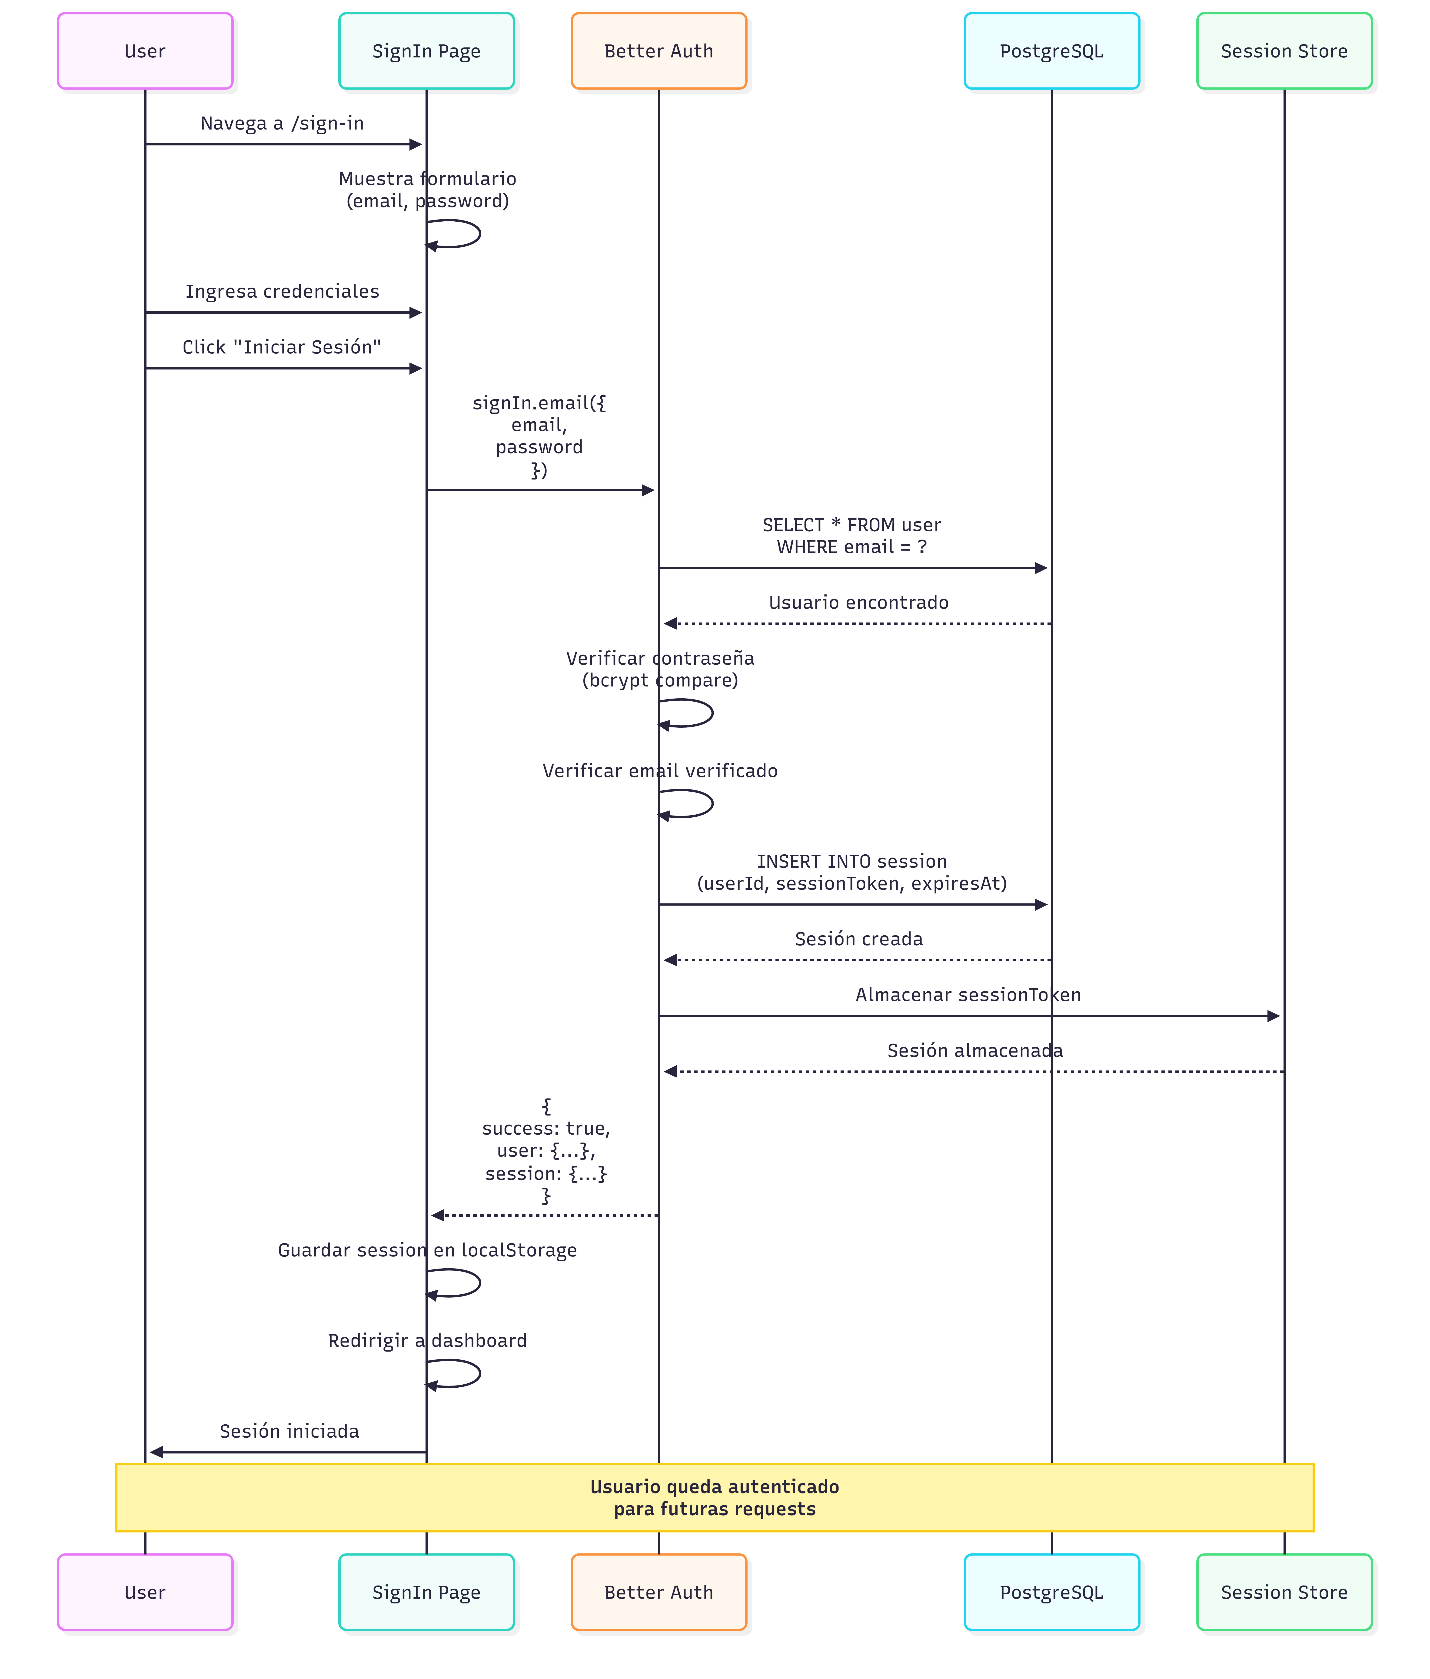 User
SignIn Page
Better Auth
PostgreSQL
Session Store
Navega a /sign-in
Muestra formulario
(email, password)
Ingresa credenciales
Click "Iniciar Sesión"
signIn.email({
email,
password
})
SELECT * FROM user
WHERE email = ?
Usuario encontrado
Verificar contraseña
(bcrypt compare)
Verificar email verificado
INSERT INTO session
(userId, sessionToken, expiresAt)
Sesión creada
Almacenar sessionToken
Sesión almacenada
{
success: true,
user: {...},
session: {...}
}
Guardar session en localStorage
Redirigir a dashboard
Sesión iniciada
Usuario queda autenticado
para futuras requests
User
SignIn Page
Better Auth
PostgreSQL
Session Store